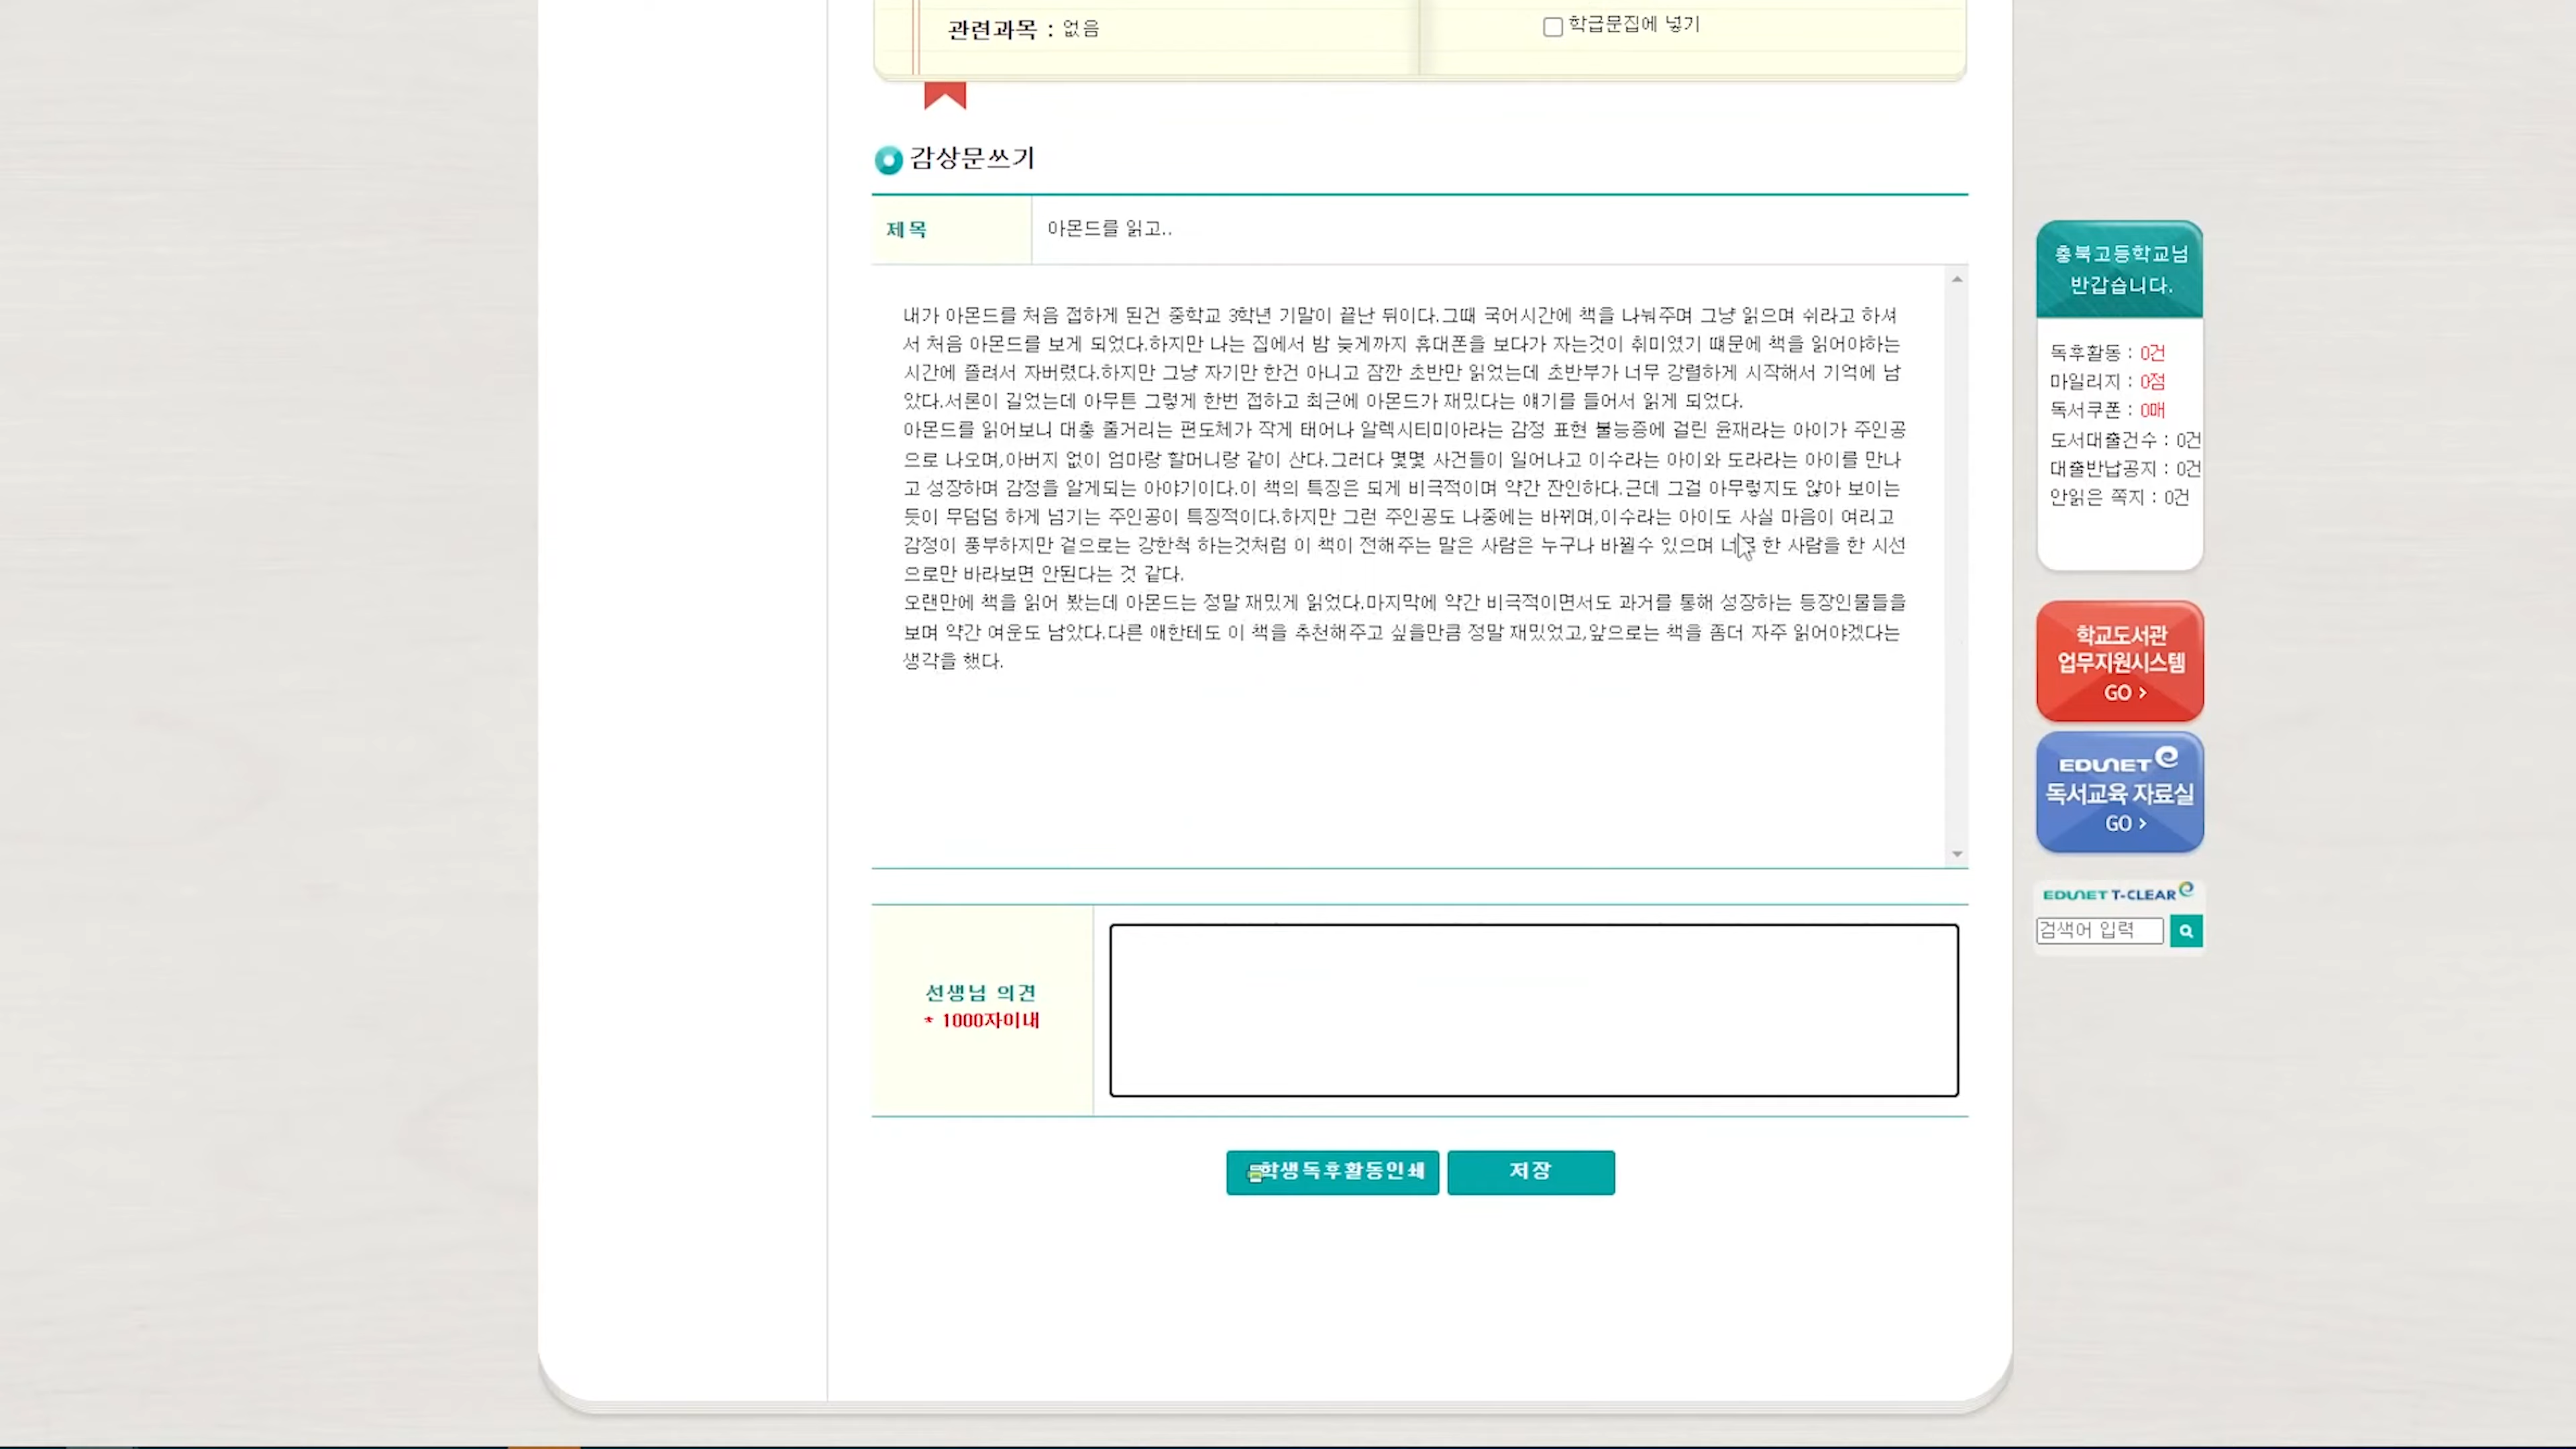 관련과목 : 없음
학급문집에 넣기
감상문쓰기
제목
아몬드를 읽고..
내가 아몬드를 처음 접하게 된건 중학교 3학년 기말이 끝난 뒤이다.그때 국어시간에 책을 나눠주며 그냥 읽으며 쉬라고 하셔
서 처음 아몬드를 보게 되었다.하지만 나는 집에서 밤 늦게까지 휴대폰을 보다가 자는것이 취미였기 때문에 책을 읽어야하는
시간에 졸려서 자버렸다.하지만 그냥 자기만 한건 아니고 잠깐 초반만 읽었는데 초반부가 너무 강렬하게 시작해서 기억에 남
았다.서론이 길었는데 아무튼 그렇게 한번 접하고 최근에 아몬드가 재밌다는 얘기를 들어서 읽게 되었다.
아몬드를 읽어보니 대충 줄거리는 편도체가 작게 태어나 알렉시티미아라는 감정 표현 불능증에 걸린 윤재라는 아이가 주인공
으로 나오며,아버지 없이 엄마랑 할머니랑 같이 산다.그러다 몇몇 사건들이 일어나고 이수라는 아이와 도라라는 아이를 만나
고 성장하며 감정을 알게되는 아야기이다.이 책의 특징은 되게 비극적이며 약간 잔인하다.근데 그걸 아무렇지도 않아 보이는
듯이 무덤덤 하게 넘기는 주인공이 특징적이다.하지만 그런 주인공도 나중에는 바뀌며,이수라는 아이도 사실 마음이 여리고
감정이 풍부하지만 겉으로는 강한척 하는것처럼 이 책이 전해주는 말은 사람은 누구나 바뀔수 있으며 너무 한 사람을 한 시선
으로만 바라보면 안된다는 것 같다.
오랜만에 책을 읽어 봤는데 아몬드는 정말 재밌게 읽었다.마지막에 약간 비극적이면서도 과거를 통해 성장하는 등장인물들을
보며 약간 여운도 남았다.다른 애한테도 이 책을 추천해주고 싶을만큼 정말 재밌었고,앞으로는 책을 좀더 자주 읽어야겠다는
생각을 했다.
선생님 의견
* 1000자이내
학생독후활동인쇄
저장
충북고등학교님
반갑습니다.
독후활동 : 0건
마일리지 : 0점
독서쿠폰 : 0매
도서대출건수 : 0건
대출반납공지 : 0건
안읽은 쪽지 : 0건
학교도서관
업무지원시스템
GO >
EDUNET e
독서교육 자료실
GO >
EDUNET T-CLEAR e
검색어 입력